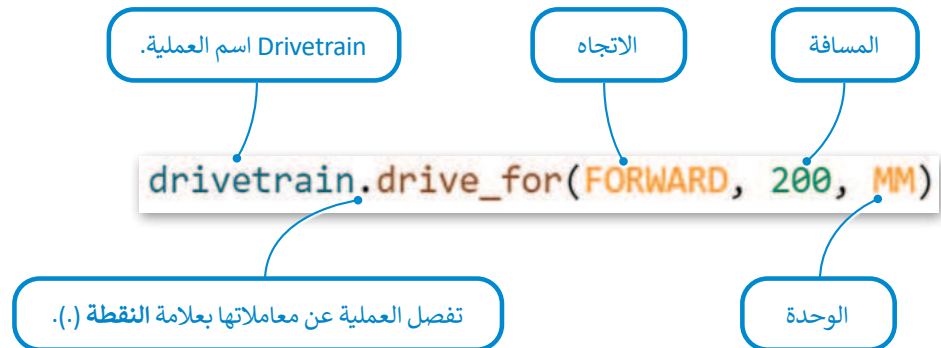 المسافة
الاتجاه
Drivetrain اسم العملية.
drivetrain.drive_for(FORWARD, 200, MM)
الوحدة
تفصل العملية عن معاملاتها بعلامة النقطة (.).